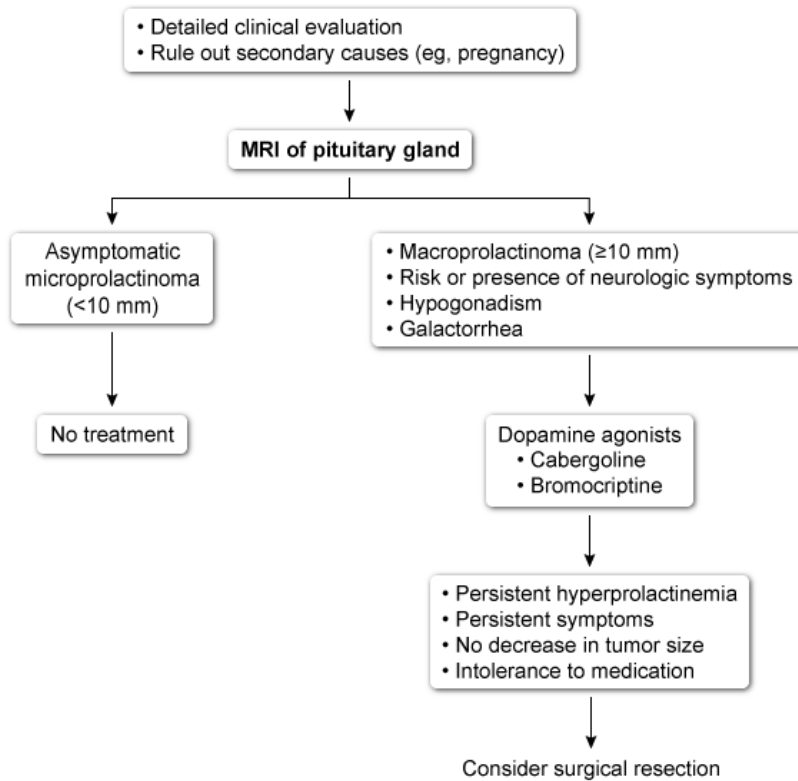 • Detailed clinical evaluation
• Rule out secondary causes (eg, pregnancy)
MRI of pituitary gland
Asymptomatic
microprolactinoma
(<10 mm)
No treatment
• Macroprolactinoma (≥10 mm)
• Risk or presence of neurologic symptoms
• Hypogonadism
• Galactorrhea
Dopamine agonists
• Cabergoline
• Bromocriptine
• Persistent hyperprolactinemia
• Persistent symptoms
• No decrease in tumor size
• Intolerance to medication
Consider surgical resection